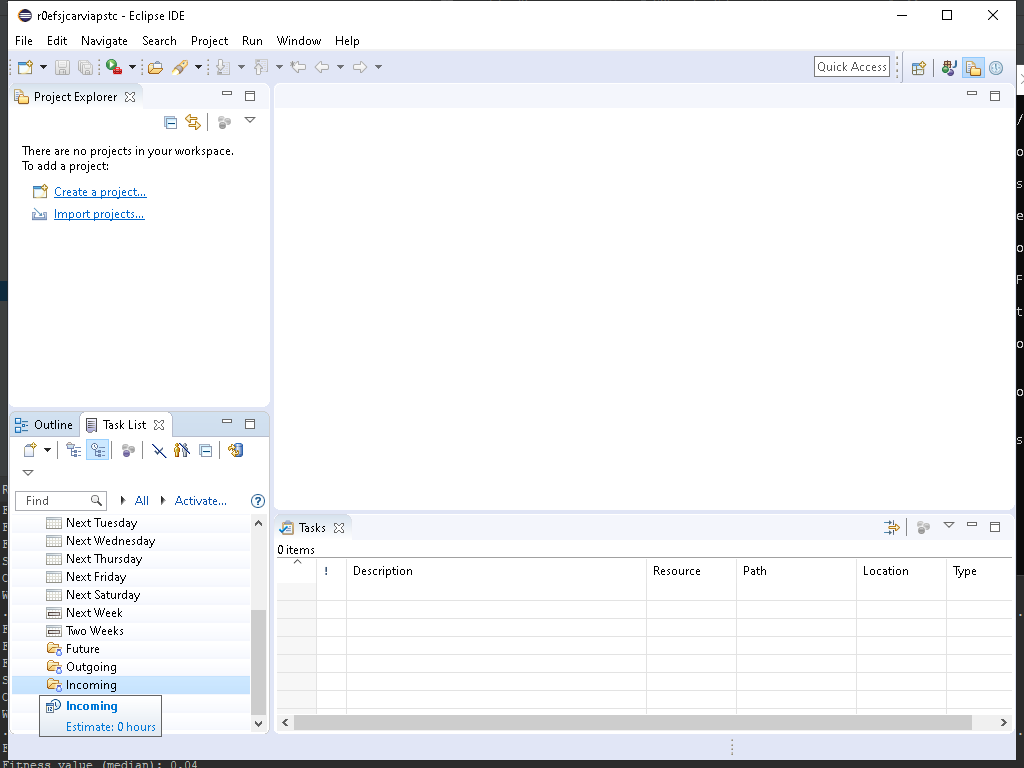 r0efsjcarviapstc - Eclipse IDE
File Edit Navigate Search Project Run Window Help
Quick Access
Project Explorer
There are no projects in your workspace.
To add a project:
Create a project...
Import projects...
Outline Task List
Find All Activate...
Next Tuesday
Next Wednesday
Next Thursday
Next Friday
Next Saturday
Next Week
Two Weeks
Future
Outgoing
Incoming
Incoming
Estimate: 0 hours
Tasks
0 items
! Description Resource Path Location Type
Fitness value (median): 0.04